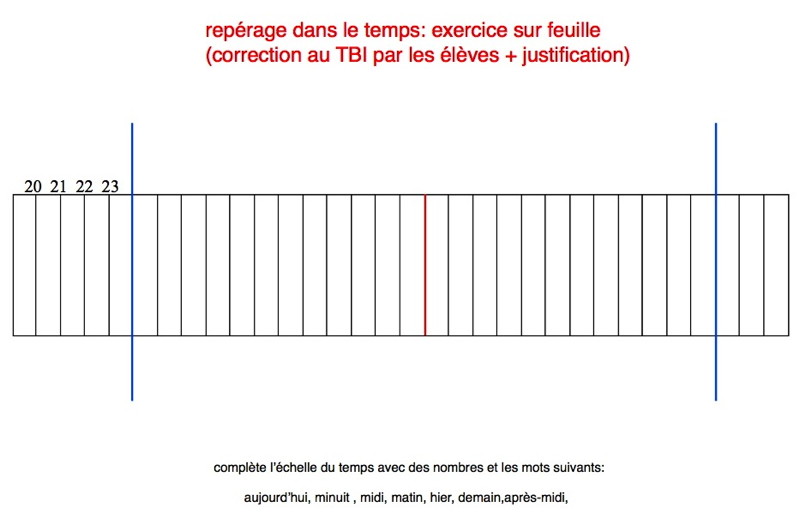 repérage dans le temps: exercice sur feuille
(correction au TBI par les élèves + justification)
20 21 22 23
complète l'échelle du temps avec des nombres et les mots suivants:
aujourd'hui, minuit , midi, matin, hier, demain,après-midi,